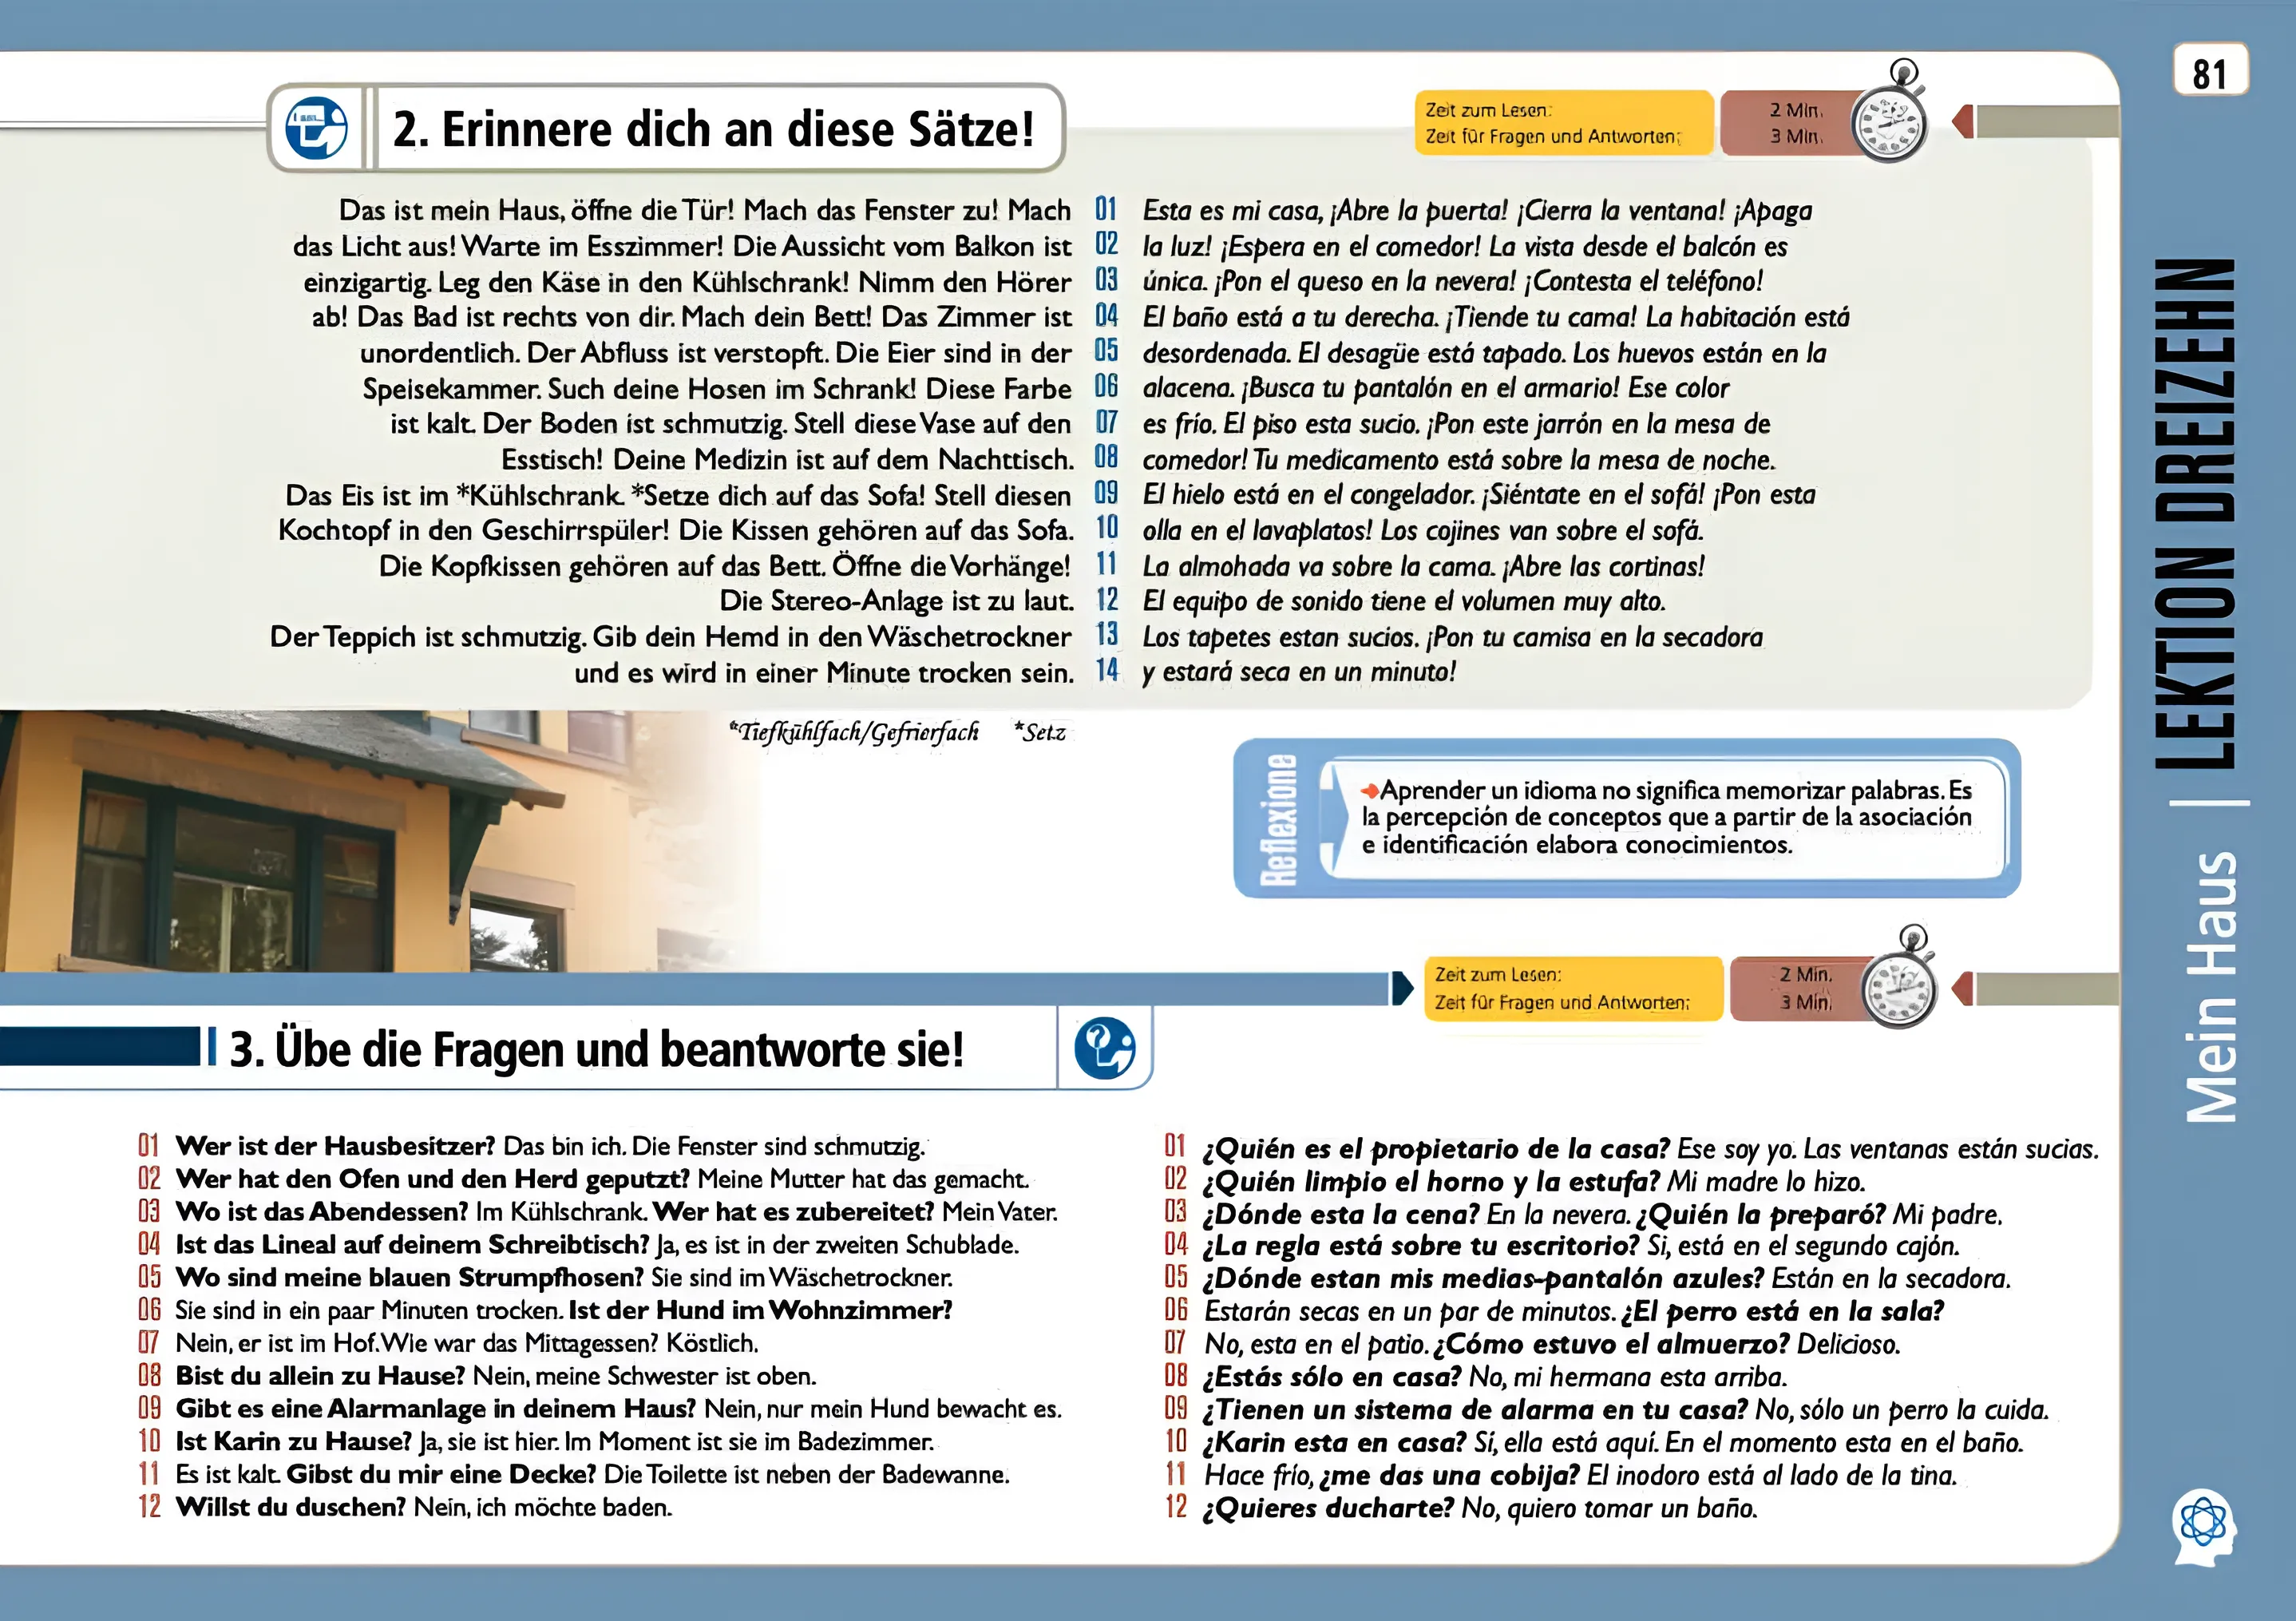 81
2. Erinnere dich an diese Sätze!
Zeit zum Lesen: 2 Min.
Zeit für Fragen und Antworten: 3 Min.
Das ist mein Haus, öffne die Tür! Mach das Fenster zu! Mach 01 Esta es mi casa, ¡Abre la puerta! ¡Cierra la ventana! ¡Apaga
das Licht aus! Warte im Esszimmer! Die Aussicht vom Balkon ist 02 la luz! ¡Espera en el comedor! La vista desde el balcón es
einzigartig. Leg den Käse in den Kühlschrank! Nimm den Hörer 03 única. ¡Pon el queso en la nevera! ¡Contesta el teléfono!
ab! Das Bad ist rechts von dir. Mach dein Bett! Das Zimmer ist 04 El baño está a tu derecha. ¡Tiende tu cama! La habitación está
unordentlich. Der Abfluss ist verstopft. Die Eier sind in der 05 desordenada. El desagüe está tapado. Los huevos están en la
Speisekammer. Such deine Hosen im Schrank! Diese Farbe 06 alacena. ¡Busca tu pantalón en el armario! Ese color
ist kalt. Der Boden ist schmutzig. Stell diese Vase auf den 07 es frío. El piso esta sucio. ¡Pon este jarrón en la mesa de
Esstisch! Deine Medizin ist auf dem Nachttisch. 08 comedor! Tu medicamento está sobre la mesa de noche.
Das Eis ist im *Kühlschrank. *Setze dich auf das Sofa! Stell diesen 09 El hielo está en el congelador. ¡Siéntate en el sofá! ¡Pon esta
Kochtopf in den Geschirrspüler! Die Kissen gehören auf das Sofa. 10 olla en el lavaplatos! Los cojines van sobre el sofá.
Die Kopfkissen gehören auf das Bett. Öffne die Vorhänge! 11 La almohada va sobre la cama. ¡Abre las cortinas!
Die Stereo-Anlage ist zu laut. 12 El equipo de sonido tiene el volumen muy alto.
Der Teppich ist schmutzig. Gib dein Hemd in den Wäschetrockner 13 Los tapetes estan sucios. ¡Pon tu camisa en la secadora
und es wird in einer Minute trocken sein. 14 y estará seca en un minuto!
*Tiefkühlfach/Gefrierfach *Setz
Reflexione
Aprender un idioma no significa memorizar palabras. Es
la percepción de conceptos que a partir de la asociación
e identificación elabora conocimientos.
Zeit zum Lesen: 2 Min.
Zeit für Fragen und Antworten: 3 Min.
3. Übe die Fragen und beantworte sie!
01 Wer ist der Hausbesitzer? Das bin ich. Die Fenster sind schmutzig.
02 Wer hat den Ofen und den Herd geputzt? Meine Mutter hat das gemacht.
03 Wo ist das Abendessen? Im Kühlschrank. Wer hat es zubereitet? Mein Vater.
04 Ist das Lineal auf deinem Schreibtisch? Ja, es ist in der zweiten Schublade.
05 Wo sind meine blauen Strumpfhosen? Sie sind im Wäschetrockner.
06 Sie sind in ein paar Minuten trocken. Ist der Hund im Wohnzimmer?
07 Nein, er ist im Hof. Wie war das Mittagessen? Köstlich.
08 Bist du allein zu Hause? Nein, meine Schwester ist oben.
09 Gibt es eine Alarmanlage in deinem Haus? Nein, nur mein Hund bewacht es.
10 Ist Karin zu Hause? Ja, sie ist hier. Im Moment ist sie im Badezimmer.
11 Es ist kalt. Gibst du mir eine Decke? Die Toilette ist neben der Badewanne.
12 Willst du duschen? Nein, ich möchte baden.
01 ¿Quién es el propietario de la casa? Ese soy yo. Las ventanas están sucias.
02 ¿Quién limpio el horno y la estufa? Mi madre lo hizo.
03 ¿Dónde esta la cena? En la nevera. ¿Quién la preparó? Mi padre.
04 ¿La regla está sobre tu escritorio? Si, está en el segundo cajón.
05 ¿Dónde estan mis medias-pantalón azules? Están en la secadora.
06 Estarán secas en un par de minutos. ¿El perro está en la sala?
07 No, esta en el patio. ¿Cómo estuvo el almuerzo? Delicioso.
08 ¿Estás sólo en casa? No, mi hermana esta arriba.
09 ¿Tienen un sistema de alarma en tu casa? No, sólo un perro la cuida.
10 ¿Karin esta en casa? Sí, ella está aquí. En el momento esta en el baño.
11 Hace frío, ¿me das una cobija? El inodoro está al lado de la tina.
12 ¿Quieres ducharte? No, quiero tomar un baño.
Mein Haus | LEKTION DREIZEHN